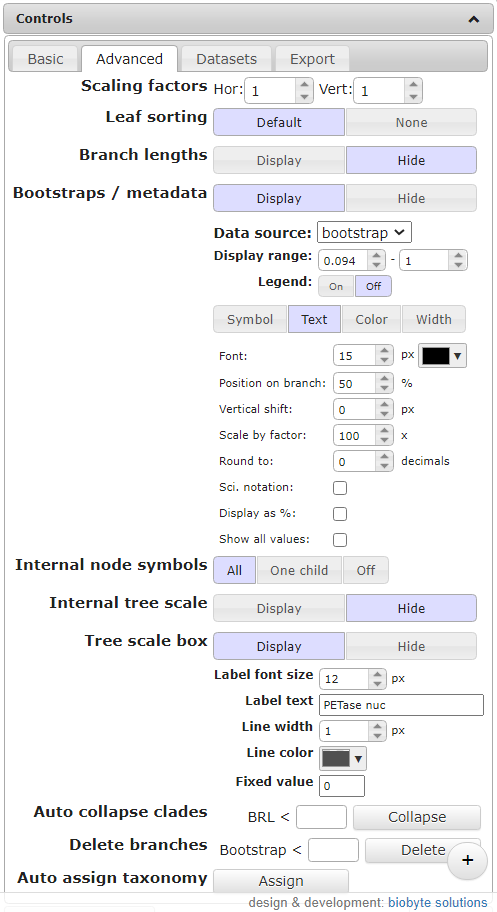 Controls
Basic Advanced Datasets Export
Scaling factors Hor: 1 Vert: 1
Leaf sorting Default None
Branch lengths Display Hide
Bootstraps / metadata Display Hide
Data source: bootstrap
Display range: 0.094 - 1
Legend: On Off
Symbol Text Color Width
Font: 15 px
Position on branch: 50 %
Vertical shift: 0 px
Scale by factor: 100 x
Round to: 0 decimals
Sci. notation:
Display as %:
Show all values:
Internal node symbols All One child Off
Internal tree scale Display Hide
Tree scale box Display Hide
Label font size 12 px
Label text PETase nuc
Line width 1 px
Line color
Fixed value 0
Auto collapse clades BRL < Collapse
Delete branches Bootstrap < Delete
+
Auto assign taxonomy Assign
design & development: biobyte solutions